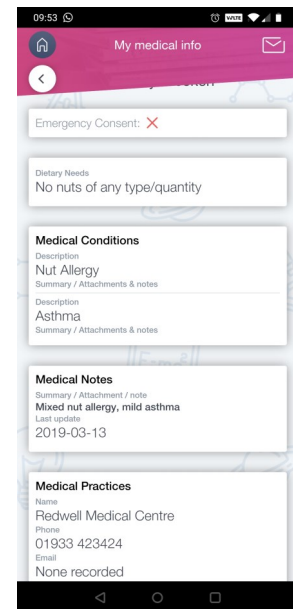 09:53
VoLTE
My medical info
Emergency Consent:
Dietary Needs
No nuts of any type/quantity
Medical Conditions
Description
Nut Allergy
Summary / Attachments & notes
Description
Asthma
Summary / Attachments & notes
Medical Notes
Summary / Attachment / note
Mixed nut allergy, mild asthma
Last update
2019-03-13
Medical Practices
Name
Redwell Medical Centre
Phone
01933 423424
Email
None recorded